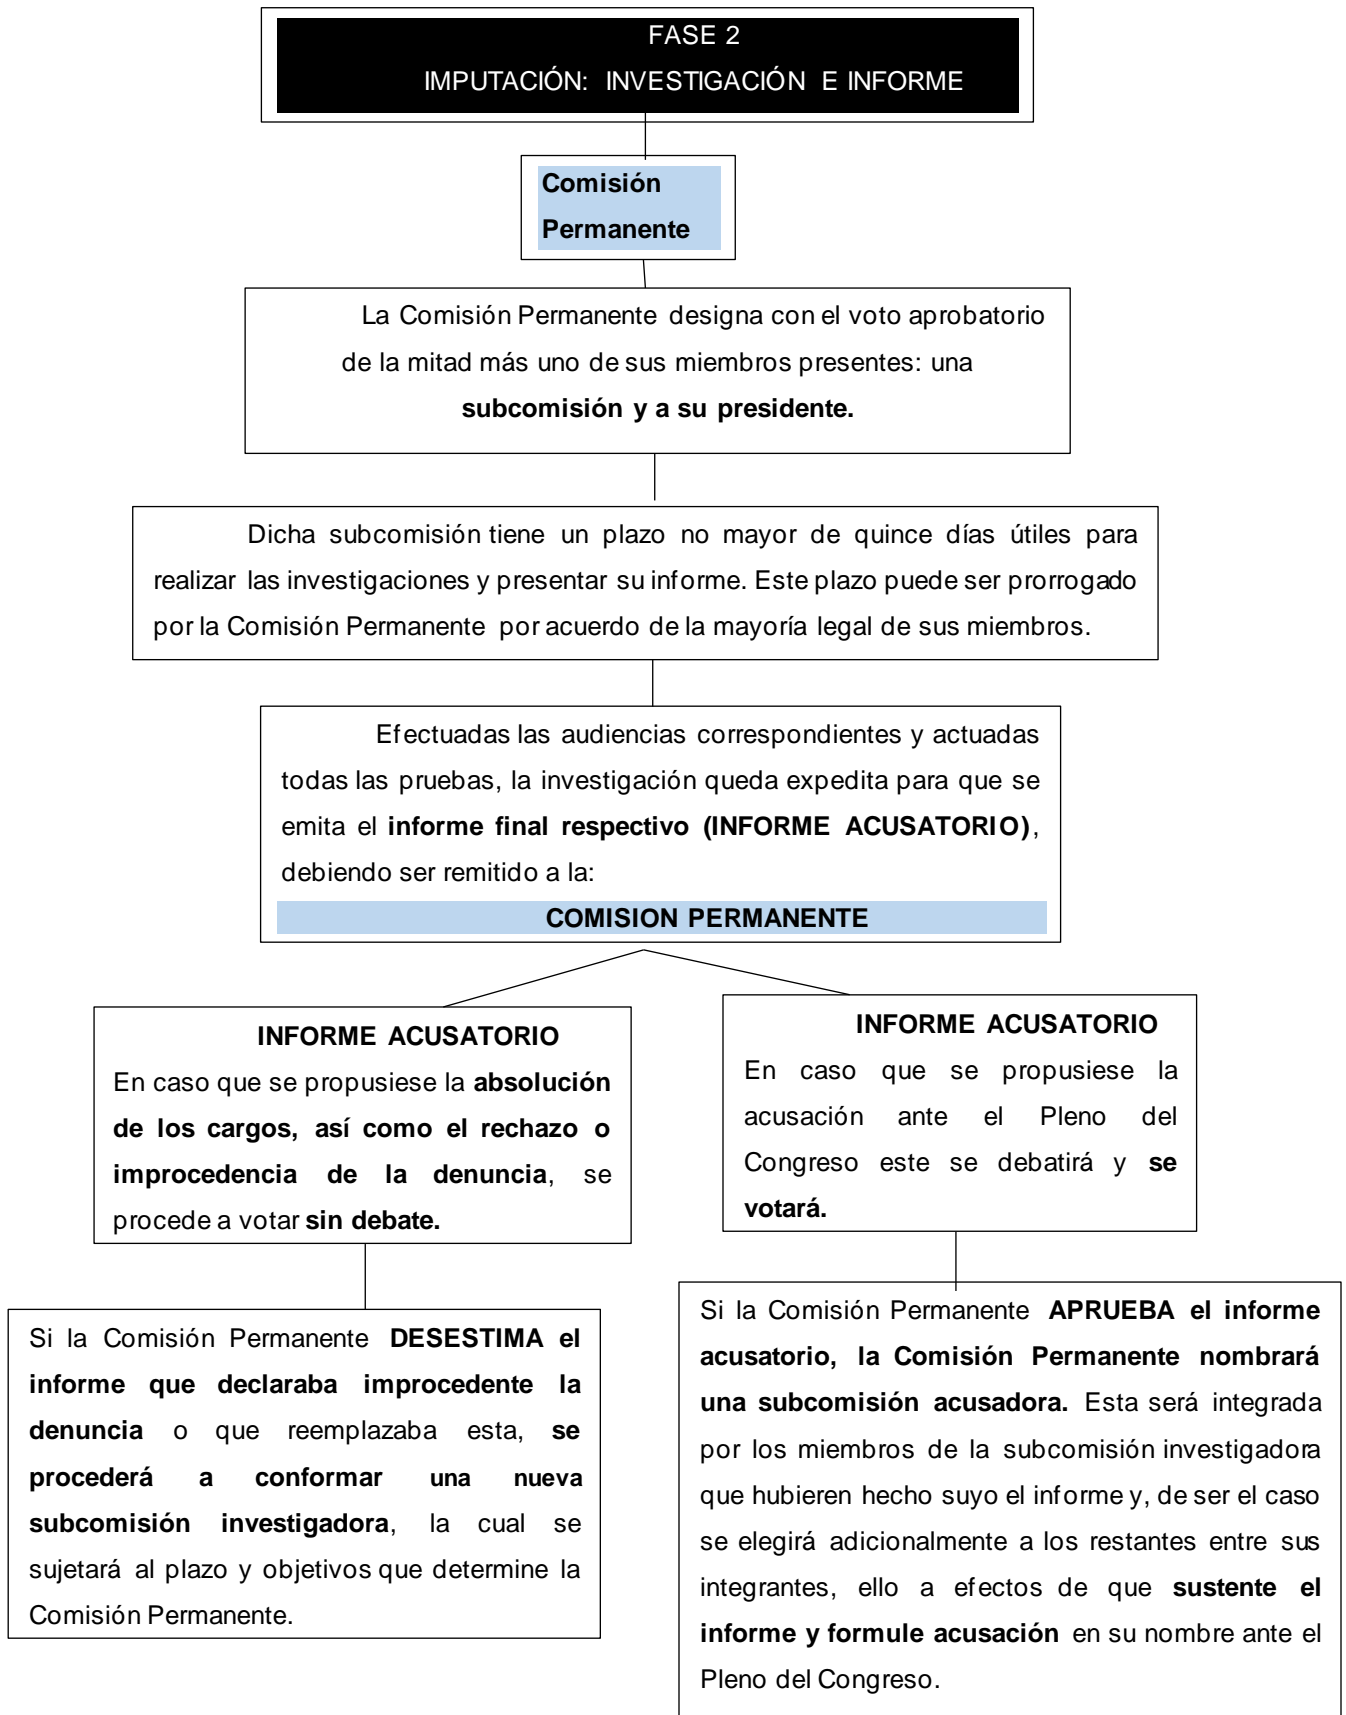 FASE 2
IMPUTACIÓN: INVESTIGACIÓN E INFORME
Comisión
Permanente
La Comisión Permanente designa con el voto aprobatorio
de la mitad más uno de sus miembros presentes: una
subcomisión y a su presidente.
Dicha subcomisión tiene un plazo no mayor de quince días útiles para
realizar las investigaciones y presentar su informe. Este plazo puede ser prorrogado
por la Comisión Permanente por acuerdo de la mayoría legal de sus miembros.
Efectuadas las audiencias correspondientes y actuadas
todas las pruebas, la investigación queda expedita para que se
emita el informe final respectivo (INFORME ACUSATORIO),
debiendo ser remitido a la:
COMISION PERMANENTE
INFORME ACUSATORIO
En caso que se propusiese la absolución
de los cargos, así como el rechazo o
improcedencia de la denuncia, se
procede a votar sin debate.
INFORME ACUSATORIO
En caso que se propusiese la
acusación ante el Pleno del
Congreso este se debatirá y se
votará.
Si la Comisión Permanente DESESTIMA el
informe que declaraba improcedente la
denuncia o que reemplazaba esta, se
procederá a conformar una nueva
subcomisión investigadora, la cual se
sujetará al plazo y objetivos que determine la
Comisión Permanente.
Si la Comisión Permanente APRUEBA el informe
acusatorio, la Comisión Permanente nombrará
una subcomisión acusadora. Esta será integrada
por los miembros de la subcomisión investigadora
que hubieren hecho suyo el informe y, de ser el caso
se elegirá adicionalmente a los restantes entre sus
integrantes, ello a efectos de que sustente el
informe y formule acusación en su nombre ante el
Pleno del Congreso.